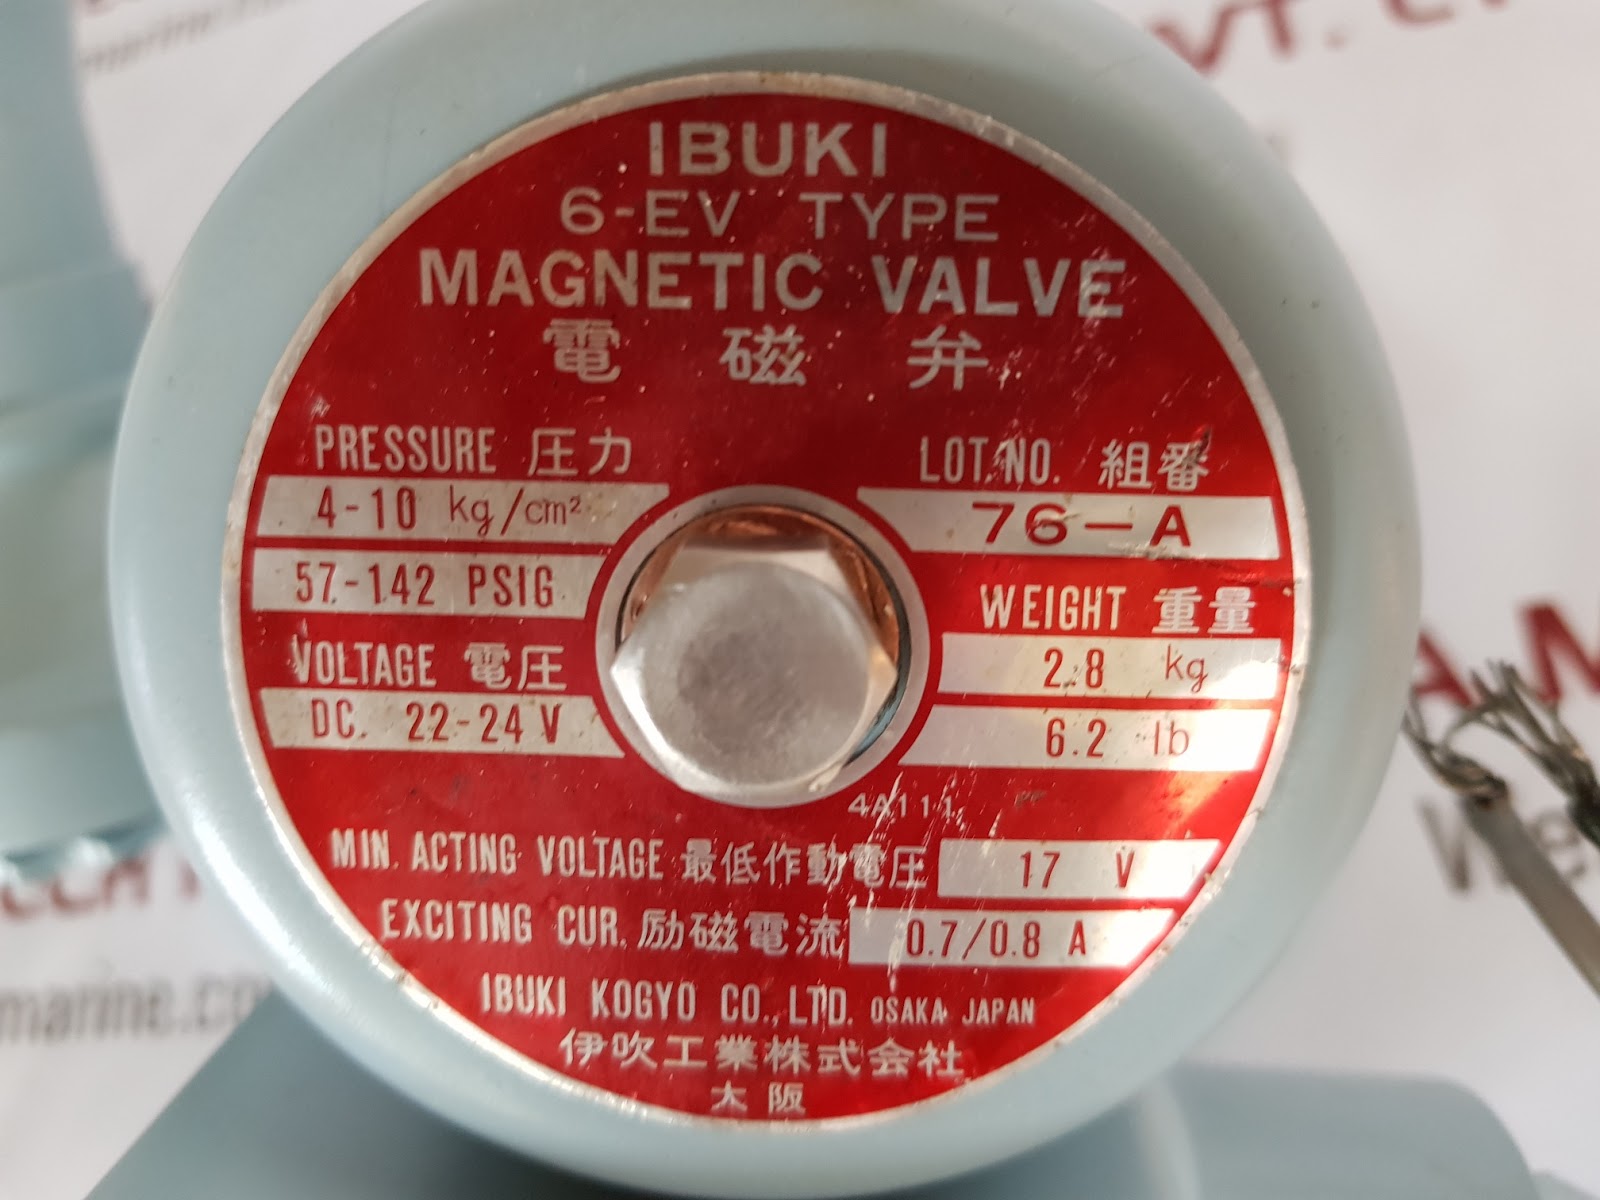 IBUKI
6-EV TYPE
MAGNETIC VALVE
電磁弁
PRESSURE 圧力
4-10 kg/cm²
57-142 PSIG
VOLTAGE 電圧
DC. 22-24 V
LOT.NO. 組番
76-A
WEIGHT 重量
2.8 kg
6.2 lb
4A111
MIN. ACTING VOLTAGE 最低作動電圧 17 V
EXCITING CUR. 励磁電流 0.7/0.8 A
IBUKI KOGYO CO., LTD. OSAKA JAPAN
伊吹工業株式会社
大阪